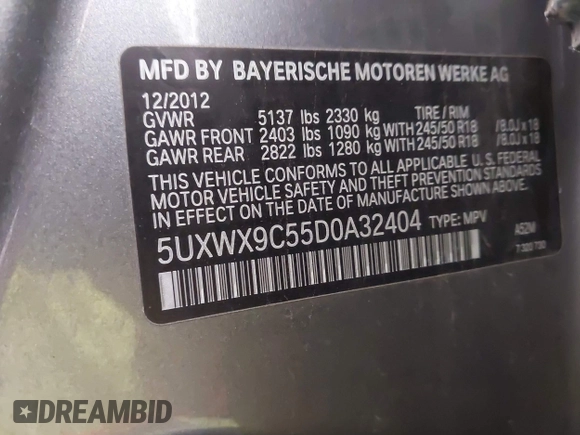 MFD BY BAYERISCHE MOTOREN WERKE AG
12/2012
GVWR 5137 lbs 2330 kg TIRE / RIM
GAWR FRONT 2403 lbs 1090 kg WITH 245/50 R18 /8.0J x 18
GAWR REAR 2822 lbs 1280 kg WITH 245/50 R18 /8.0J x 18
THIS VEHICLE CONFORMS TO ALL APPLICABLE U. S. FEDERAL
MOTOR VEHICLE SAFETY AND THEFT PREVENTION STANDARDS
IN EFFECT ON THE DATE OF MANUFACTURE SHOWN ABOVE.
5UXWX9C55D0A32404 TYPE: MPV A52M
DREAMBID